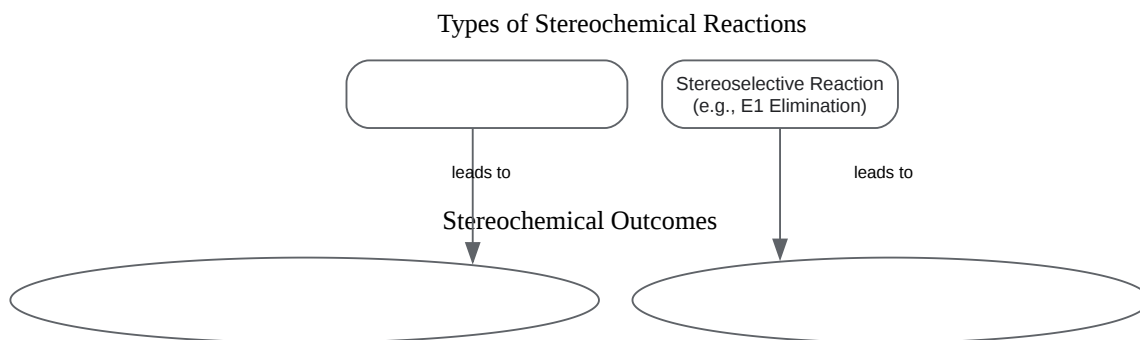 Types of Stereochemical Reactions
Stereoselective Reaction
(e.g., E1 Elimination)
leads to
leads to
Stereochemical Outcomes